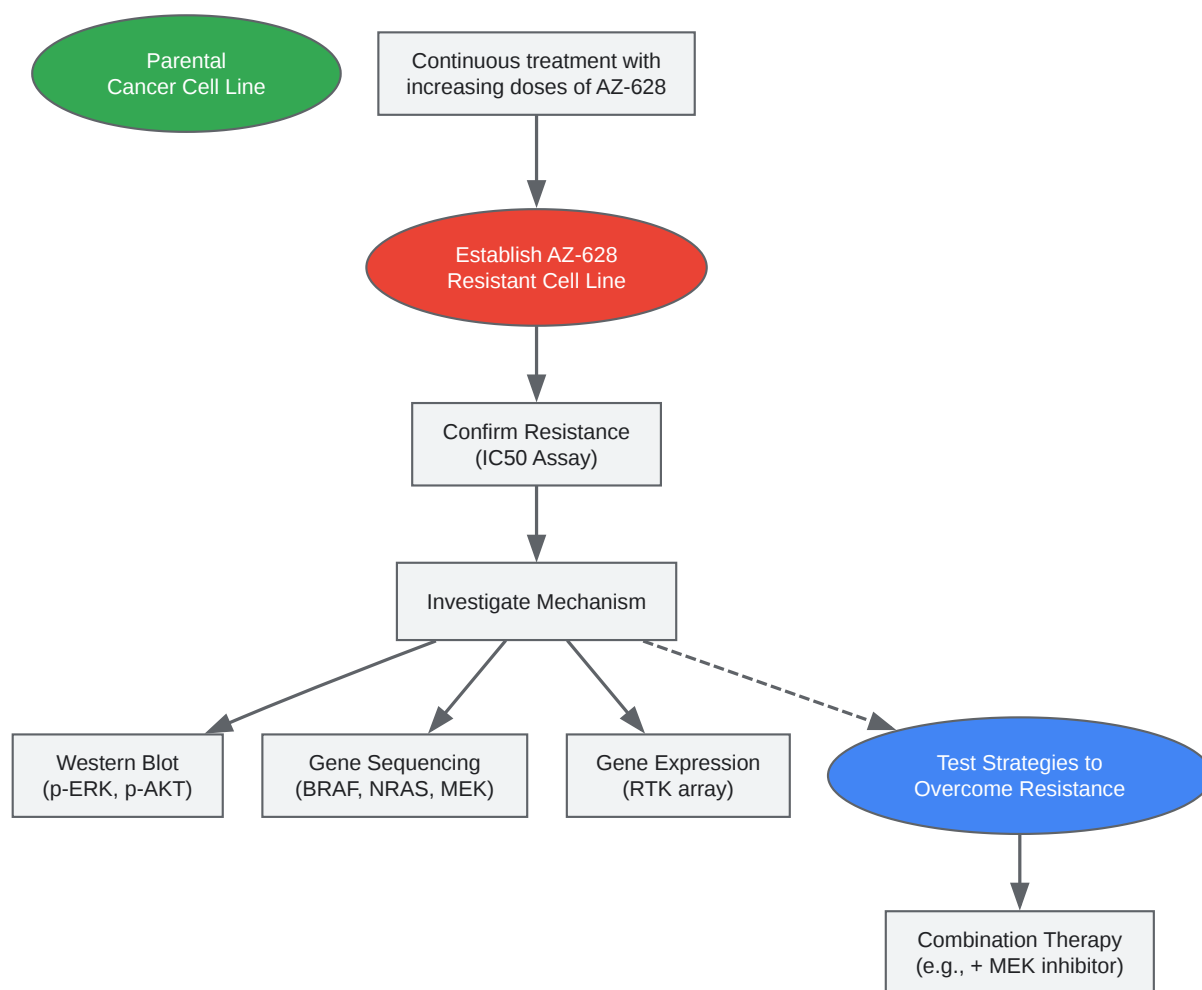 Parental
Cancer Cell Line
Continuous treatment with
increasing doses of AZ-628
Establish AZ-628
Resistant Cell Line
Confirm Resistance
(IC50 Assay)
Investigate Mechanism
Western Blot
(p-ERK, p-AKT)
Gene Sequencing
(BRAF, NRAS, MEK)
Gene Expression
(RTK array)
Test Strategies to
Overcome Resistance
Combination Therapy
(e.g., + MEK inhibitor)